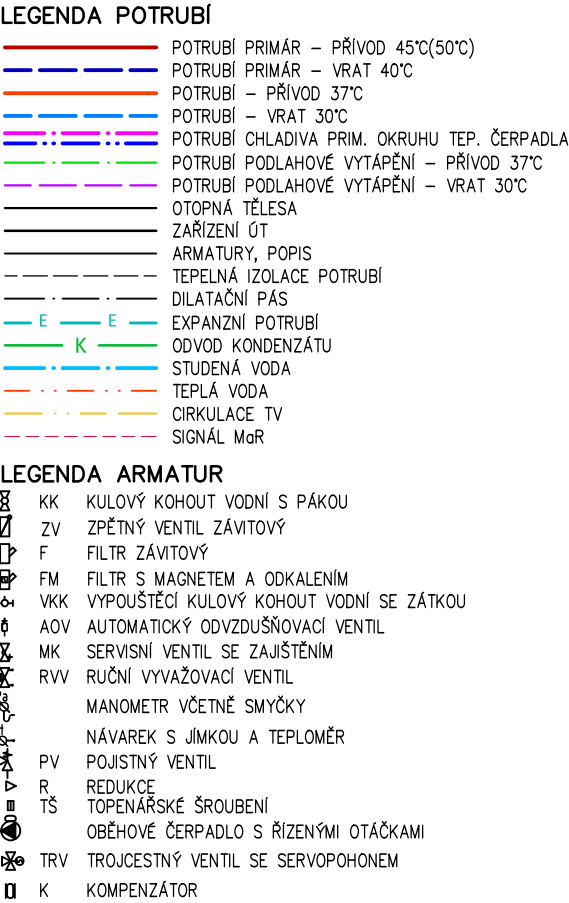 LEGENDA POTRUBÍ
POTRUBÍ PRIMÁR – PŘÍVOD 45°C(50°C)
POTRUBÍ PRIMÁR – VRAT 40°C
POTRUBÍ – PŘÍVOD 37°C
POTRUBÍ – VRAT 30°C
POTRUBÍ CHLADIVA PRIM. OKRUHU TEP. ČERPADLA
POTRUBÍ PODLAHOVÉ VYTÁPĚNÍ – PŘÍVOD 37°C
POTRUBÍ PODLAHOVÉ VYTÁPĚNÍ – VRAT 30°C
OTOPNÁ TĚLESA
ZAŘÍZENÍ ÚT
ARMATURY, POPIS
TEPELNÁ IZOLACE POTRUBÍ
DILATAČNÍ PÁS
E E EXPANZNÍ POTRUBÍ
K ODVOD KONDENZÁTU
STUDENÁ VODA
TEPLÁ VODA
CIRKULACE TV
SIGNÁL MaR
LEGENDA ARMATUR
KK KULOVÝ KOHOUT VODNÍ S PÁKOU
ZV ZPĚTNÝ VENTIL ZÁVITOVÝ
F FILTR ZÁVITOVÝ
FM FILTR S MAGNETEM A ODKALENÍM
VKK VYPOUŠTĚCÍ KULOVÝ KOHOUT VODNÍ SE ZÁTKOU
AOV AUTOMATICKÝ ODVZDUŠŇOVACÍ VENTIL
MK SERVISNÍ VENTIL SE ZAJIŠTĚNÍM
RVV RUČNÍ VYVAŽOVACÍ VENTIL
MANOMETR VČETNĚ SMYČKY
NÁVAREK S JÍMKOU A TEPLOMĚR
PV POJISTNÝ VENTIL
R REDUKCE
TŠ TOPENÁŘSKÉ ŠROUBENÍ
OBĚHOVÉ ČERPADLO S ŘÍZENÝMI OTÁČKAMI
TRV TROJCESTNÝ VENTIL SE SERVOPOHONEM
K KOMPENZÁTOR